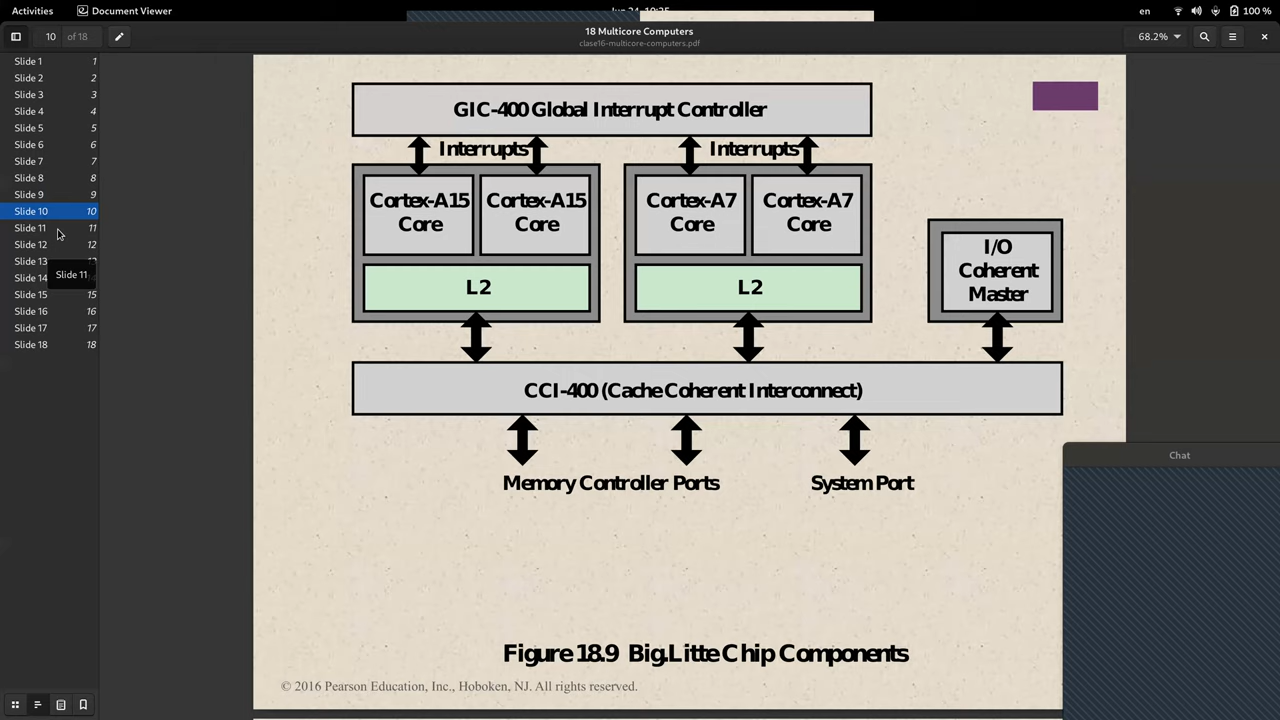 Activities
Document Viewer
en
100 %
10
of 18
18 Multicore Computers
clase16-multicore-computers.pdf
68.2%
Slide 1 1
Slide 2 2
Slide 3 3
Slide 4 4
Slide 5 5
Slide 6 6
Slide 7 7
Slide 8 8
Slide 9 9
Slide 10 10
Slide 11 11
Slide 12 12
Slide 13
Slide 14
Slide 11
Slide 15 15
Slide 16 16
Slide 17 17
Slide 18 18
GIC-400 Global Interrupt Controller
Interrupts
Interrupts
Cortex-A15
Core
Cortex-A15
Core
L2
Cortex-A7
Core
Cortex-A7
Core
L2
I/O
Coherent
Master
CCI-400 (Cache Coherent Interconnect)
Memory Controller Ports
System Port
Figure 18.9 Big.Litte Chip Components
© 2016 Pearson Education, Inc., Hoboken, NJ. All rights reserved.
Chat